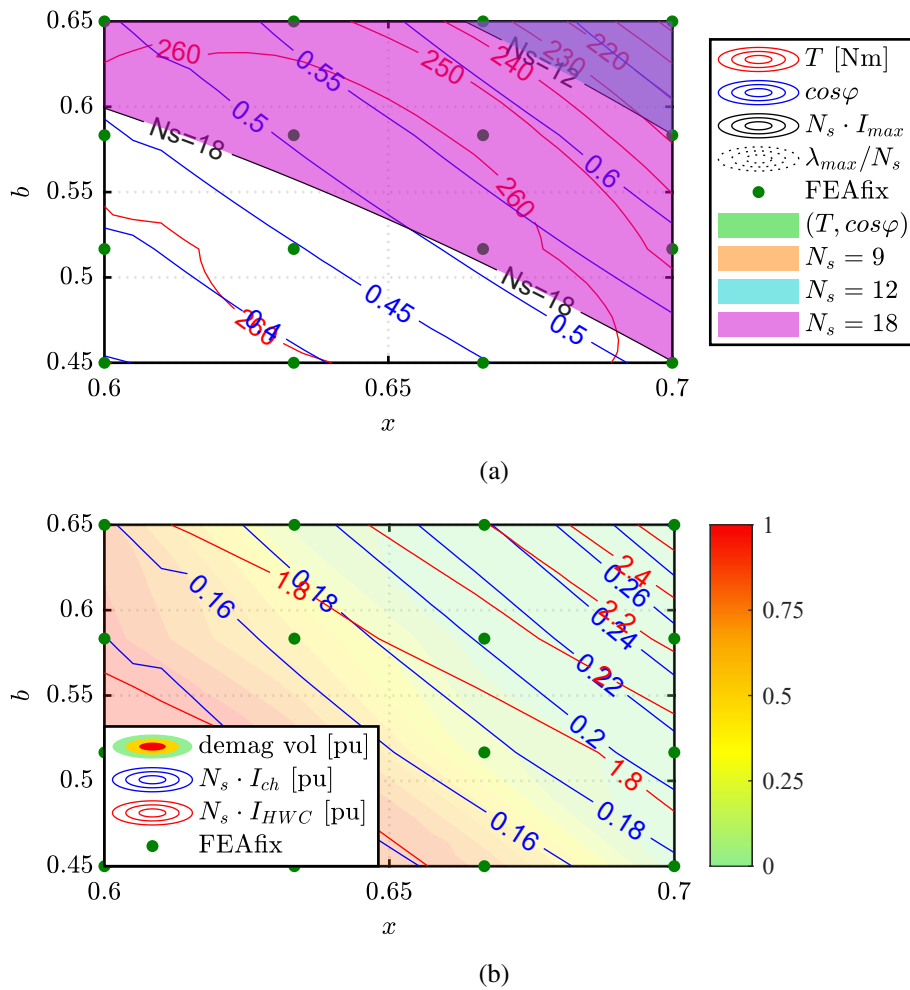 0.65
0.6
0.55
0.5
0.45
b
0.6
0.65
0.7
x
260
0.55
250
240
230
220
Ns=12
0.5
Ns=18
0.6
260
Ns=18
0.45
0.5
260
0.4
T [Nm]
cosφ
N_s · I_max
λ_max/N_s
FEAfix
(T, cosφ)
N_s = 9
N_s = 12
N_s = 18
(a)
0.65
0.6
0.55
0.5
0.45
b
0.6
0.65
0.7
x
0.16
1.8
0.18
2.4
0.26
2.2
0.24
2
0.22
0.2
1.8
0.18
0.16
demag vol [pu]
N_s · I_ch [pu]
N_s · I_HWC [pu]
FEAfix
1
0.75
0.5
0.25
0
(b)